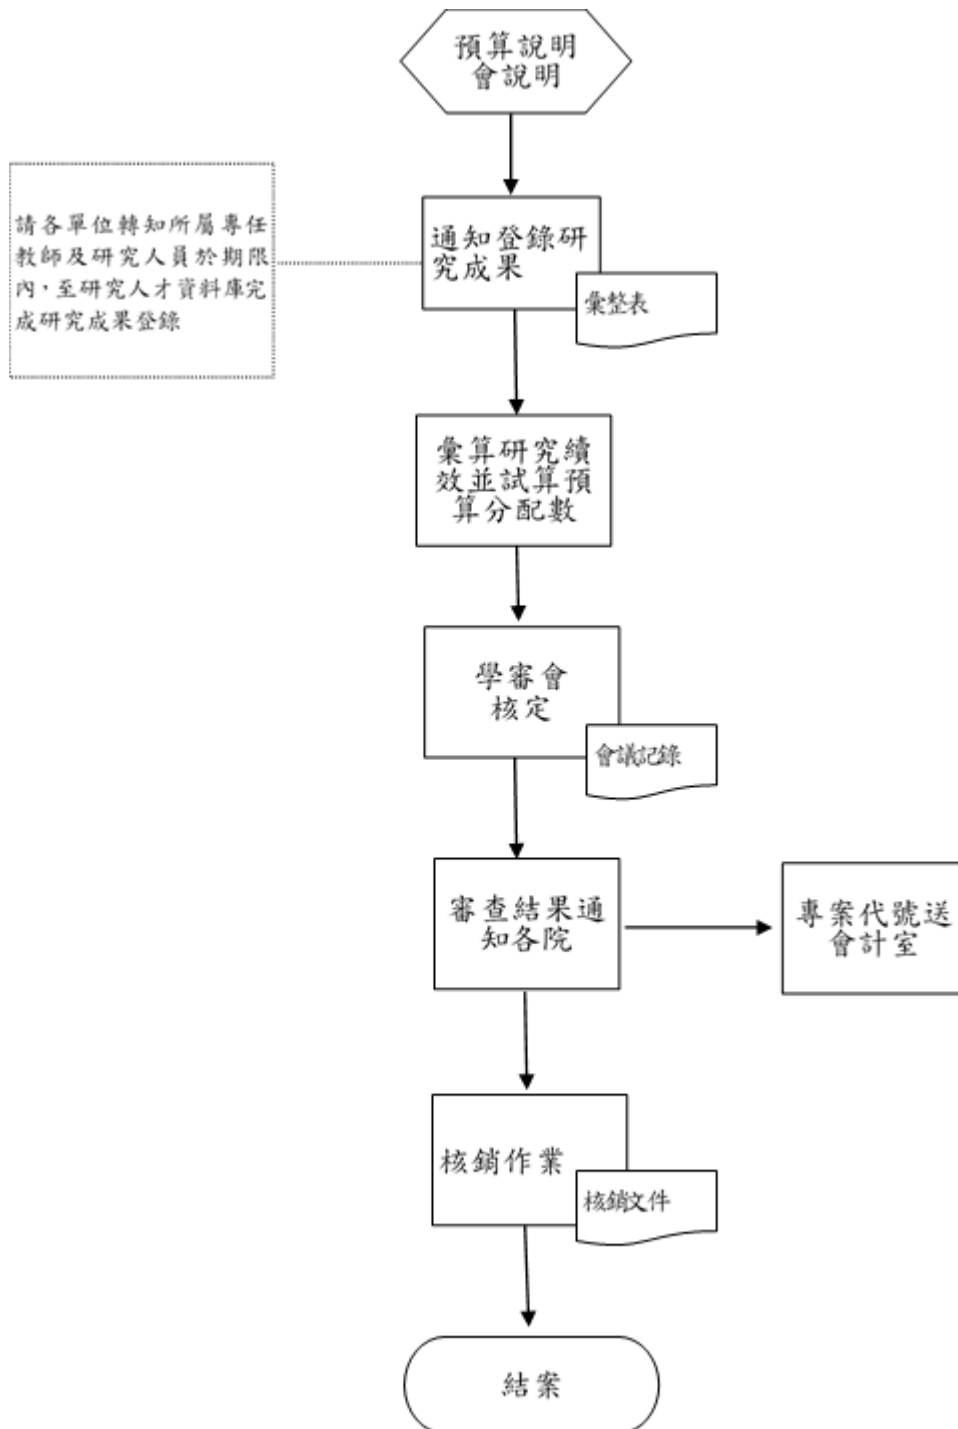 預算說明
會說明
請各單位轉知所屬專任
教師及研究人員於期限
內，至研究人才資料庫完
成研究成果登錄
通知登錄研
究成果
彙整表
彙算研究績
效並試算預
算分配數
學審會
核定
會議記錄
審查結果通
知各院
專案代號送
會計室
核銷作業
核銷文件
結案